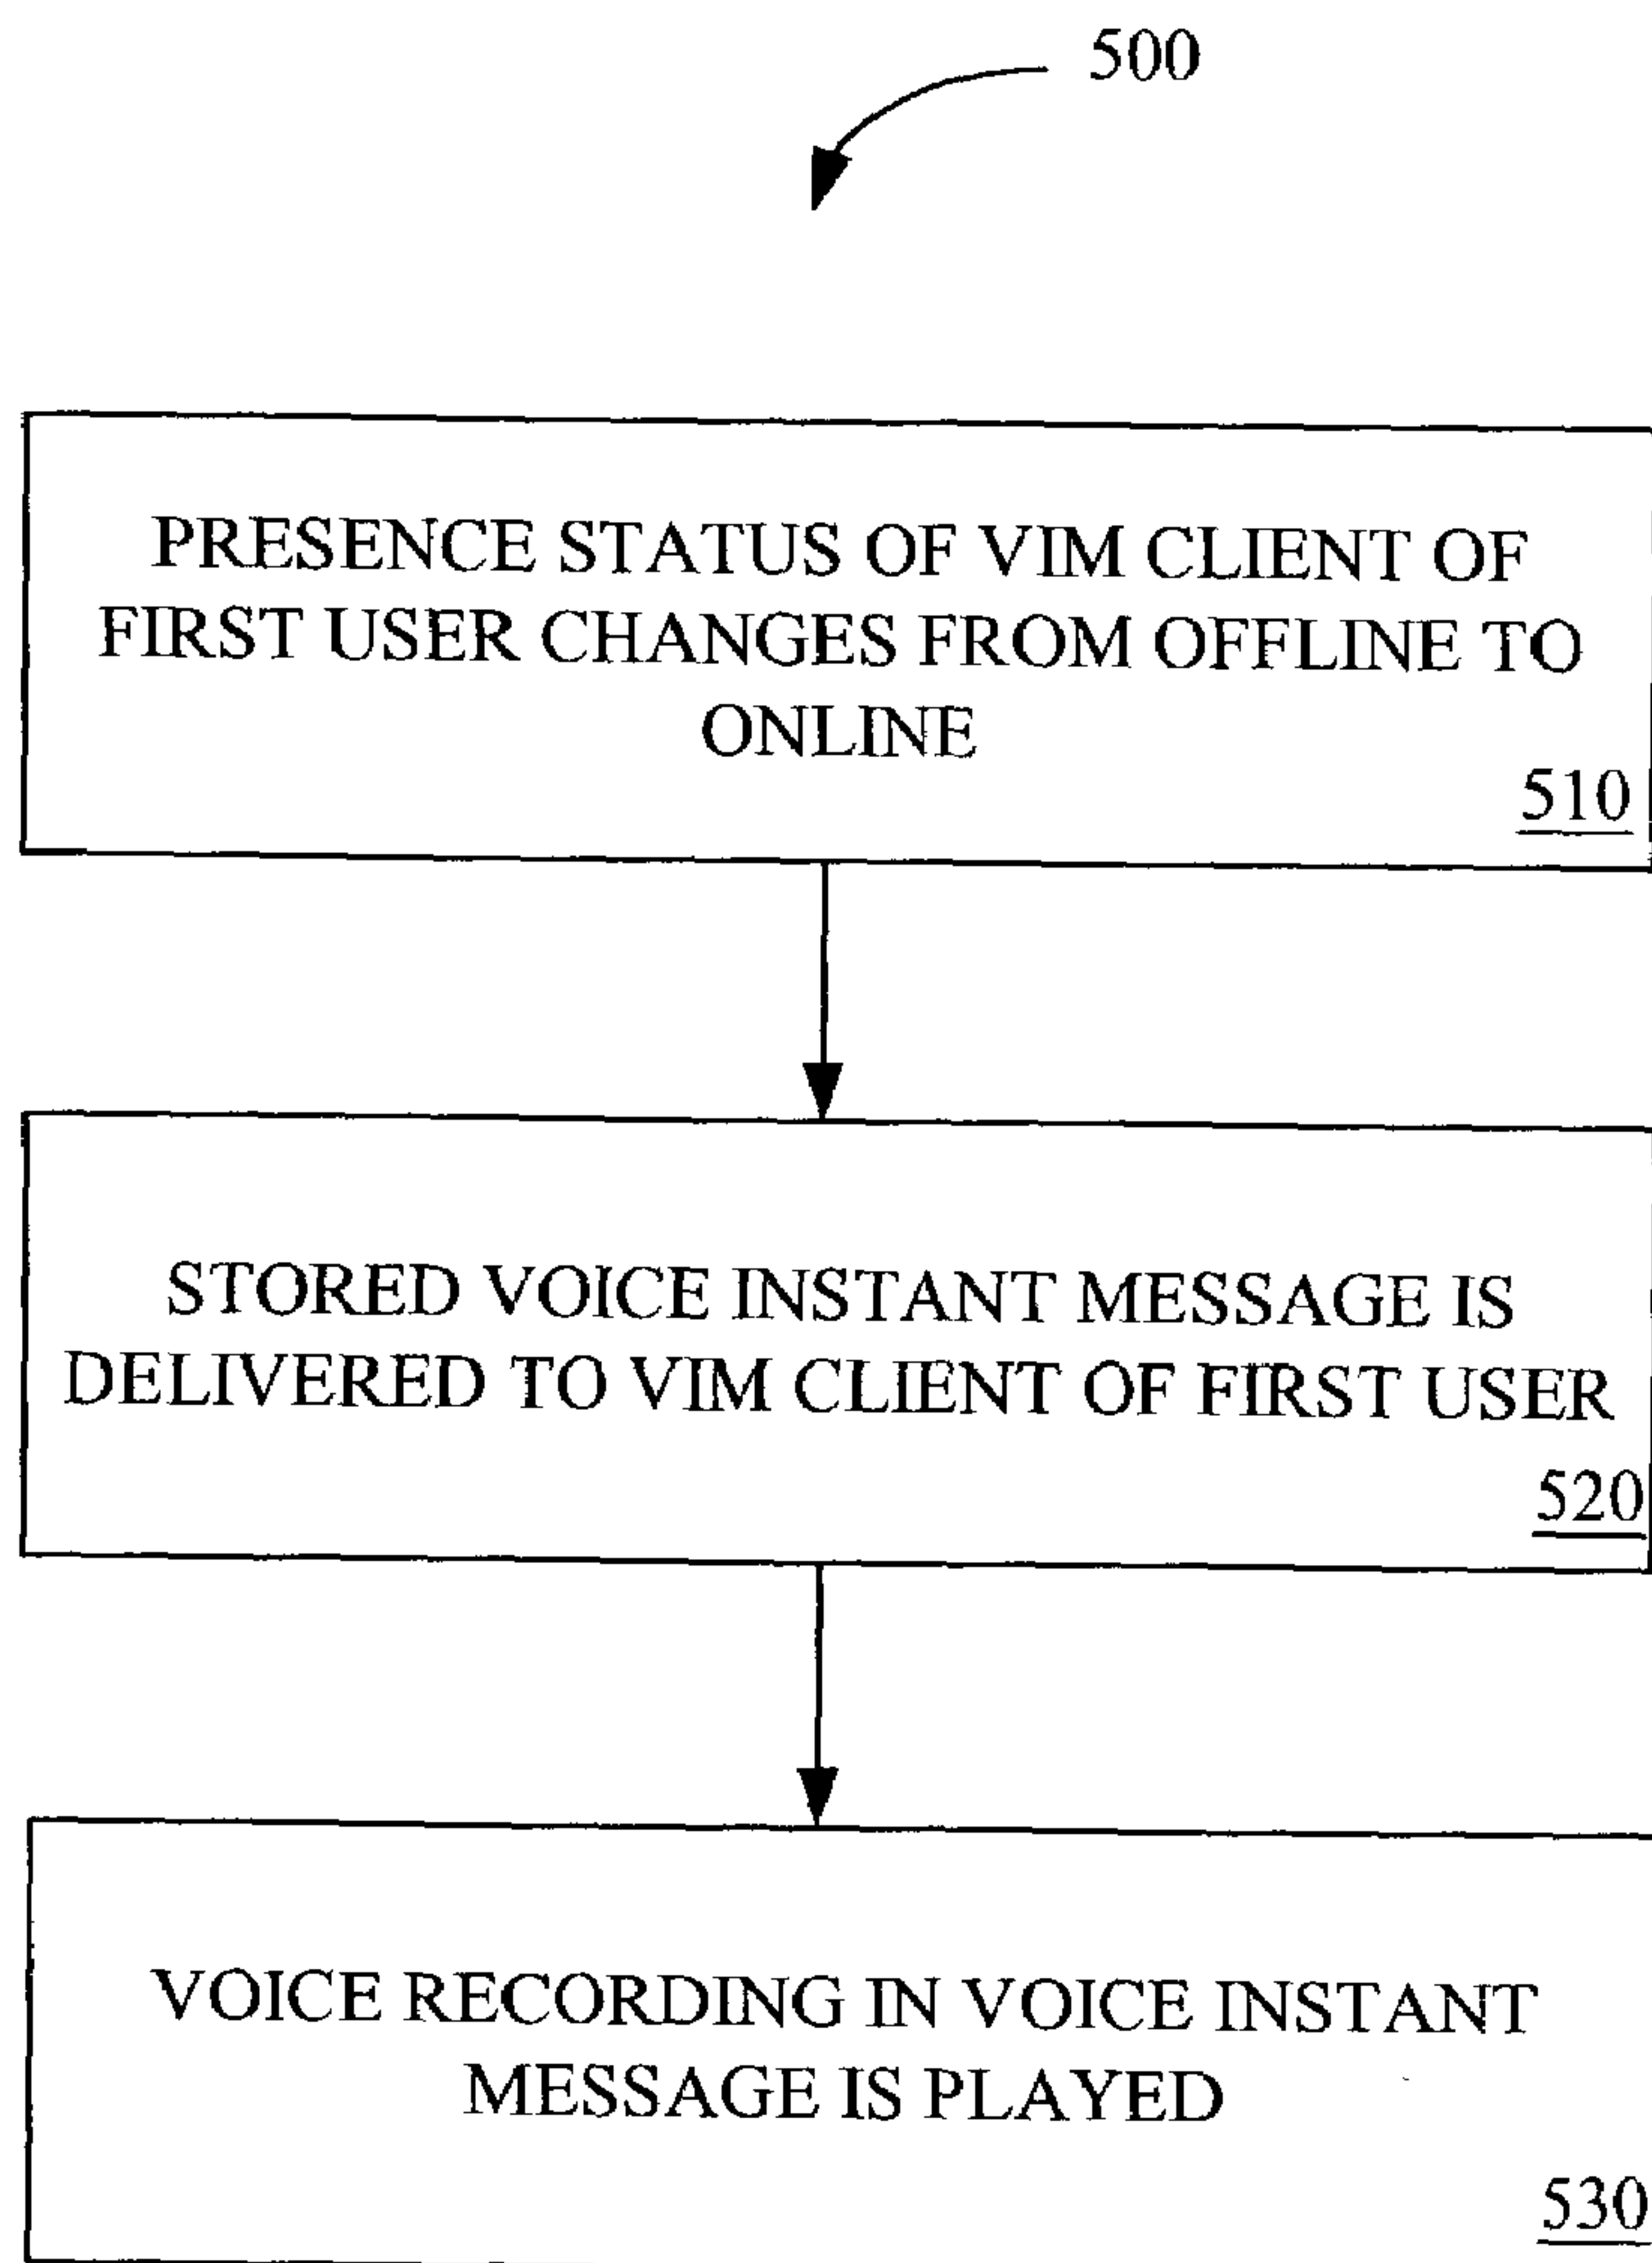 500
PRESENCE STATUS OF VIM CLIENT OF
FIRST USER CHANGES FROM OFFLINE TO
ONLINE
510
STORED VOICE INSTANT MESSAGE IS
DELIVERED TO VIM CLIENT OF FIRST USER
520
VOICE RECORDING IN VOICE INSTANT
MESSAGE IS PLAYED
530